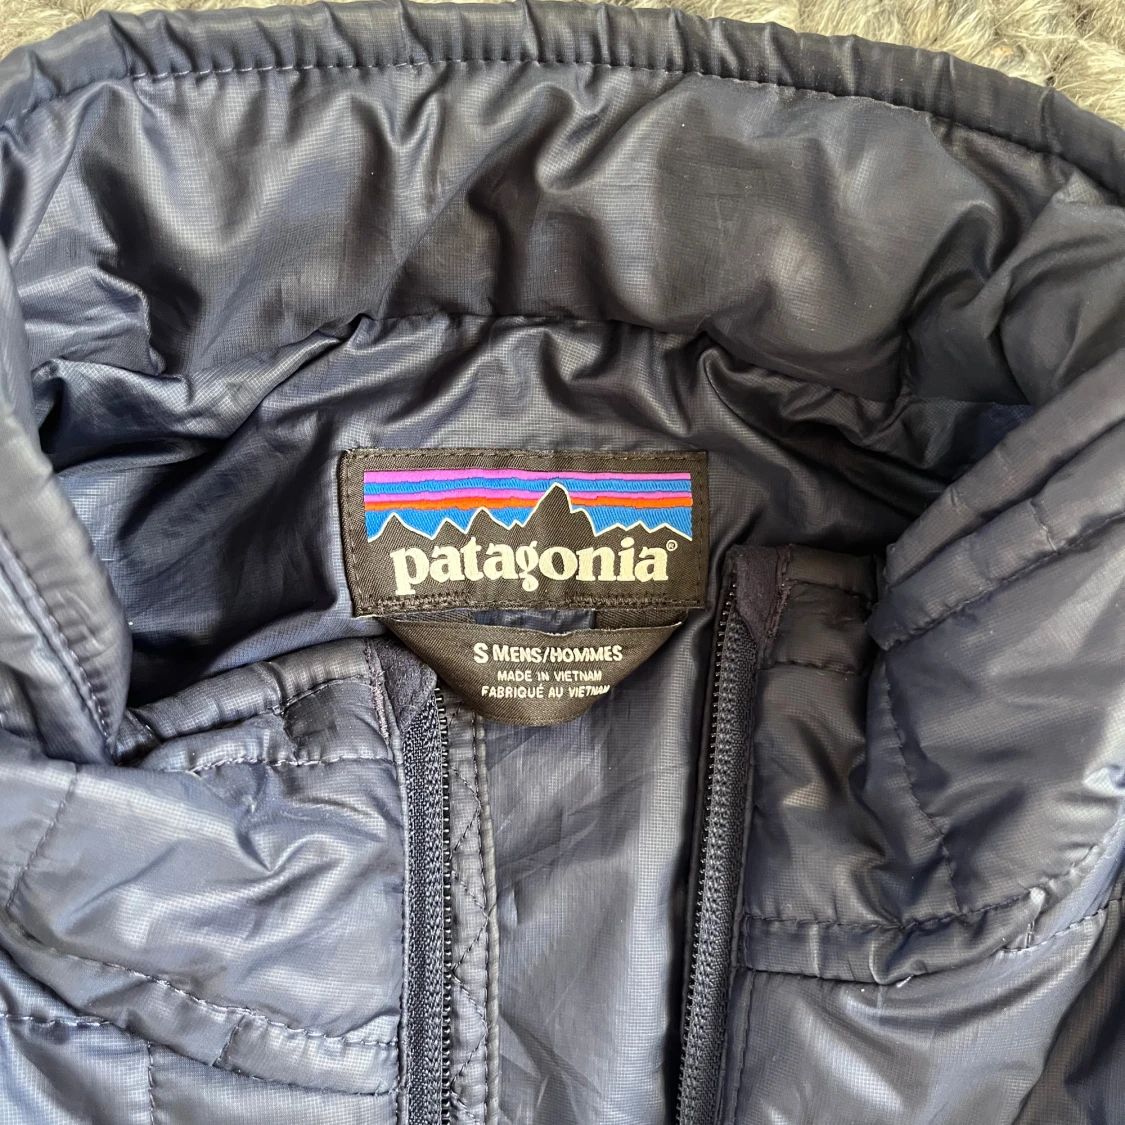 patagonia®
S MENS/HOMMES
MADE IN VIETNAM
FABRIQUÉ AU VIETNAM